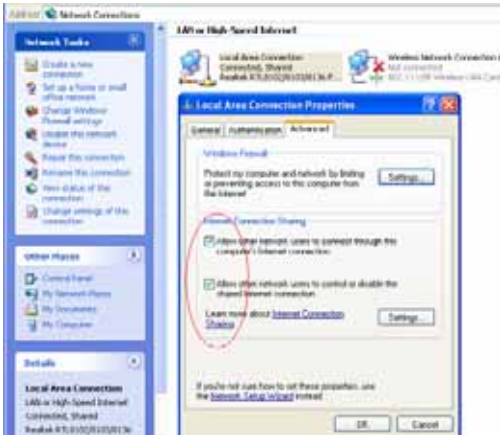 Address Network Connections
LAN or High-Speed Internet
Network Tasks
Create a new
connection
Set up a home or small
office network
Change Windows
Firewall settings
Disable this network
device
Repair this connection
Rename this connection
View status of this
connection
Change settings of this
connection
Other Places
Control Panel
My Network Places
My Documents
My Computer
Details
Local Area Connection
LAN or High-Speed Internet
Connected, Shared
Local Area Connection
Connected, Shared
Wireless Network Connection
Not connected
Local Area Connection Properties
General Authentication Advanced
Windows Firewall
Protect my computer and network by limiting
or preventing access to this computer from
the Internet
Settings...
Internet Connection Sharing
Allow other network users to connect through this
computer's Internet connection
Allow other network users to control or disable the
shared Internet connection
Learn more about Internet Connection
Sharing.
Settings...
If you're not sure how to set these properties, use
the Network Setup Wizard instead.
OK Cancel